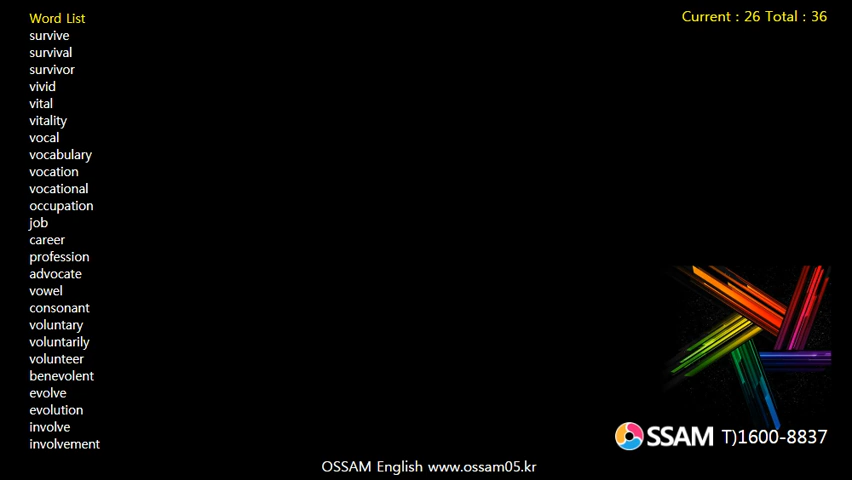 Word List
Current : 26 Total : 36
survive
survival
survivor
vivid
vital
vitality
vocal
vocabulary
vocation
vocational
occupation
job
career
profession
advocate
vowel
consonant
voluntary
voluntarily
volunteer
benevolent
evolve
evolution
involve
involvement
OSSAM T)1600-8837
OSSAM English www.ossam05.kr